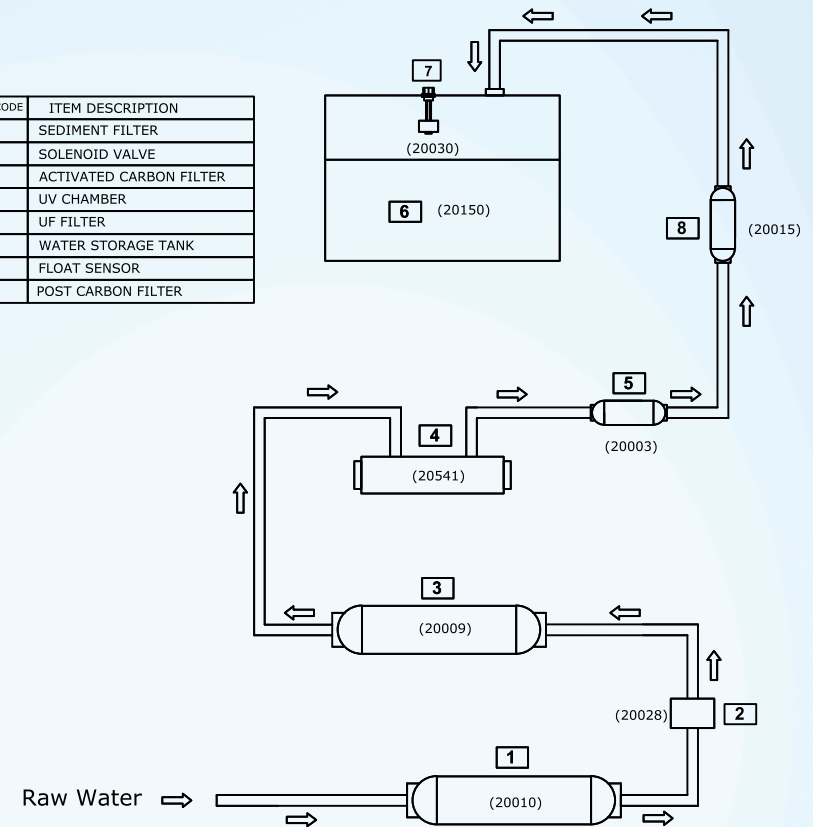 7
CODE ITEM DESCRIPTION
SEDIMENT FILTER
(20030)
SOLENOID VALVE
ACTIVATED CARBON FILTER
UV CHAMBER
6 (20150)
UF FILTER
8 (20015)
WATER STORAGE TANK
FLOAT SENSOR
POST CARBON FILTER
5
4
(20003)
(20541)
3
(20009)
(20028) 2
1
Raw Water
(20010)